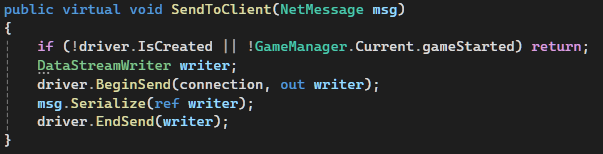 public virtual void SendToClient(NetMessage msg)
{
if (!driver.IsCreated || !GameManager.Current.gameStarted) return;
DataStreamWriter writer;
driver.BeginSend(connection, out writer);
msg.Serialize(ref writer);
driver.EndSend(writer);
}